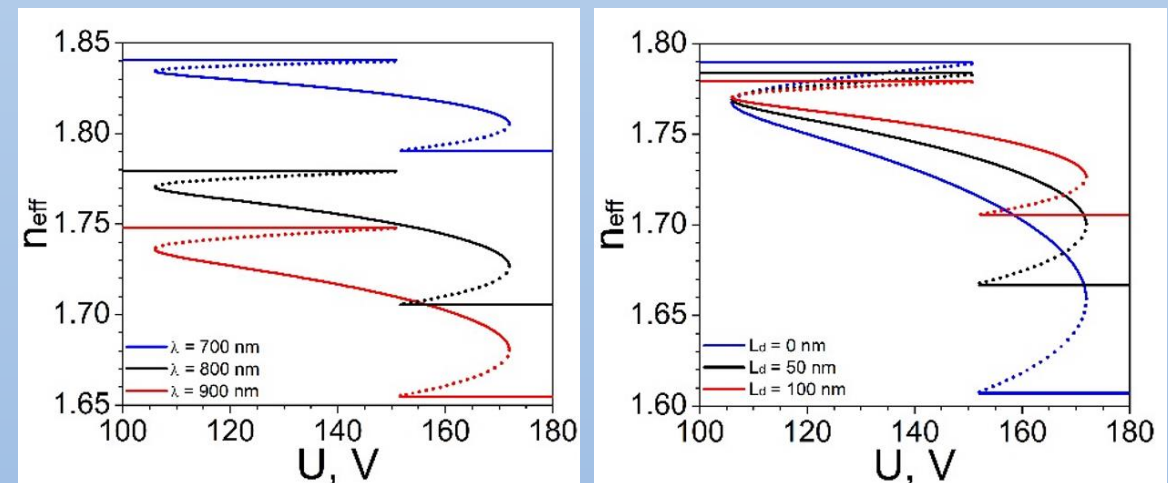 1.85
1.80
1.75
1.70
1.65
neff
λ = 700 nm
λ = 800 nm
λ = 900 nm
100 120 140 160 180
U, V
1.80
1.75
1.70
1.65
1.60
neff
Ld = 0 nm
Ld = 50 nm
Ld = 100 nm
100 120 140 160 180
U, V